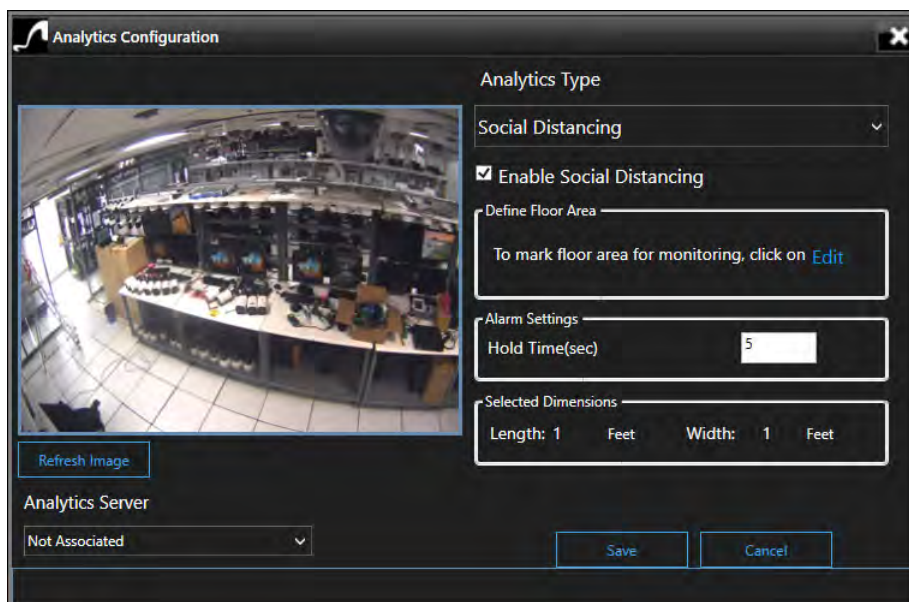 Analytics Configuration
Analytics Type
Social Distancing
Enable Social Distancing
Define Floor Area
To mark floor area for monitoring, click on Edit
Alarm Settings
Hold Time(sec) 5
Selected Dimensions
Length: 1 Feet Width: 1 Feet
Refresh Image
Analytics Server
Not Associated
Save Cancel